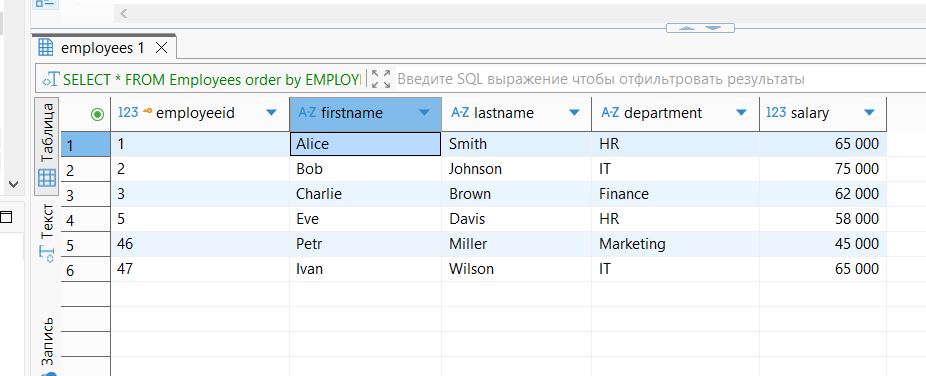 employees 1
SELECT * FROM Employees order by EMPLOYI Введите SQL выражение чтобы отфильтровать результаты
Таблица
Текст
Запись
123 employeeid A-Z firstname A-Z lastname A-Z department 123 salary
1 1 Alice Smith HR 65 000
2 2 Bob Johnson IT 75 000
3 3 Charlie Brown Finance 62 000
4 5 Eve Davis HR 58 000
5 46 Petr Miller Marketing 45 000
6 47 Ivan Wilson IT 65 000